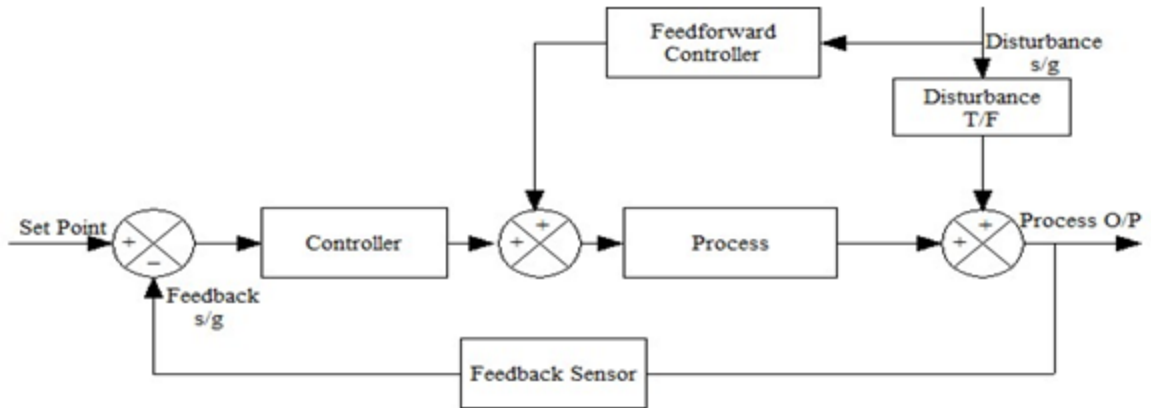 Feedforward
Controller
Disturbance
s/g
Disturbance
T/F
Set Point
+
−
Controller
+
+
Process
+
+
Process O/P
Feedback
s/g
Feedback Sensor